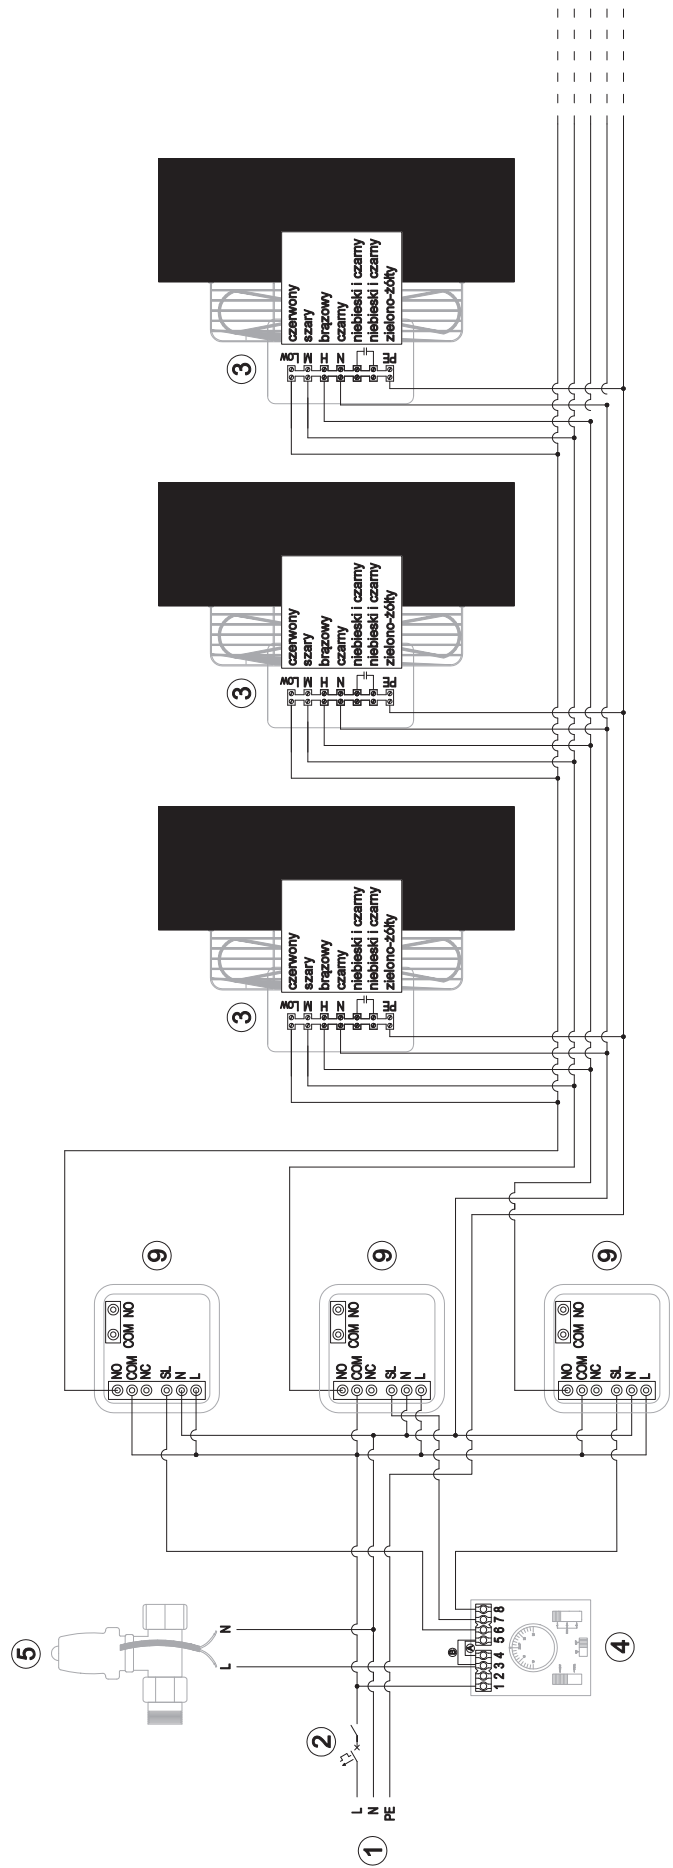 1
L
N
PE
2
5
L
N
4
1 2 3 4 5 6 7 8
A
B
9
NO
COM
NC
SL
N
L
COM NO
9
NO
COM
NC
SL
N
L
COM NO
9
NO
COM
NC
SL
N
L
COM NO
3
Low
M
H
N
PE
czerwony
szary
brązowy
czarny
niebieski i czarny
niebieski i czarny
zielono-żółty
3
Low
M
H
N
PE
czerwony
szary
brązowy
czarny
niebieski i czarny
niebieski i czarny
zielono-żółty
3
Low
M
H
N
PE
czerwony
szary
brązowy
czarny
niebieski i czarny
niebieski i czarny
zielono-żółty